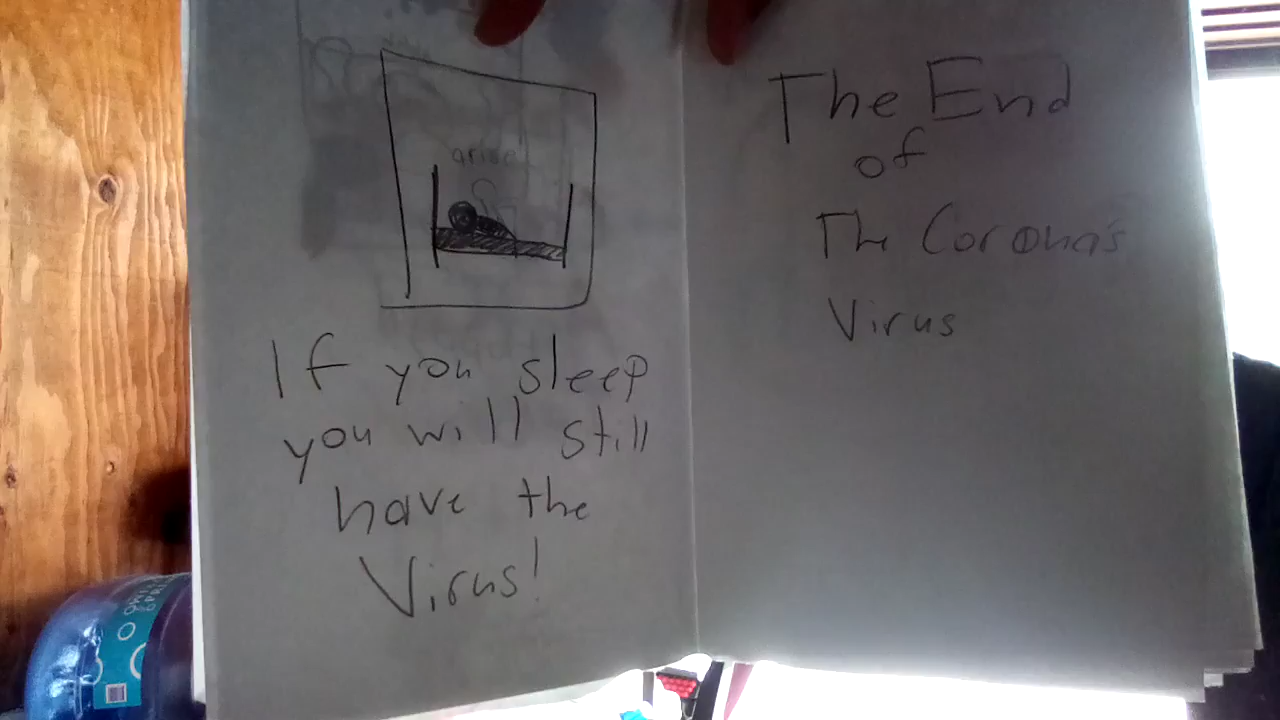 If you sleep
you will still
have the
Virus!
The End
of
The Corona's
Virus